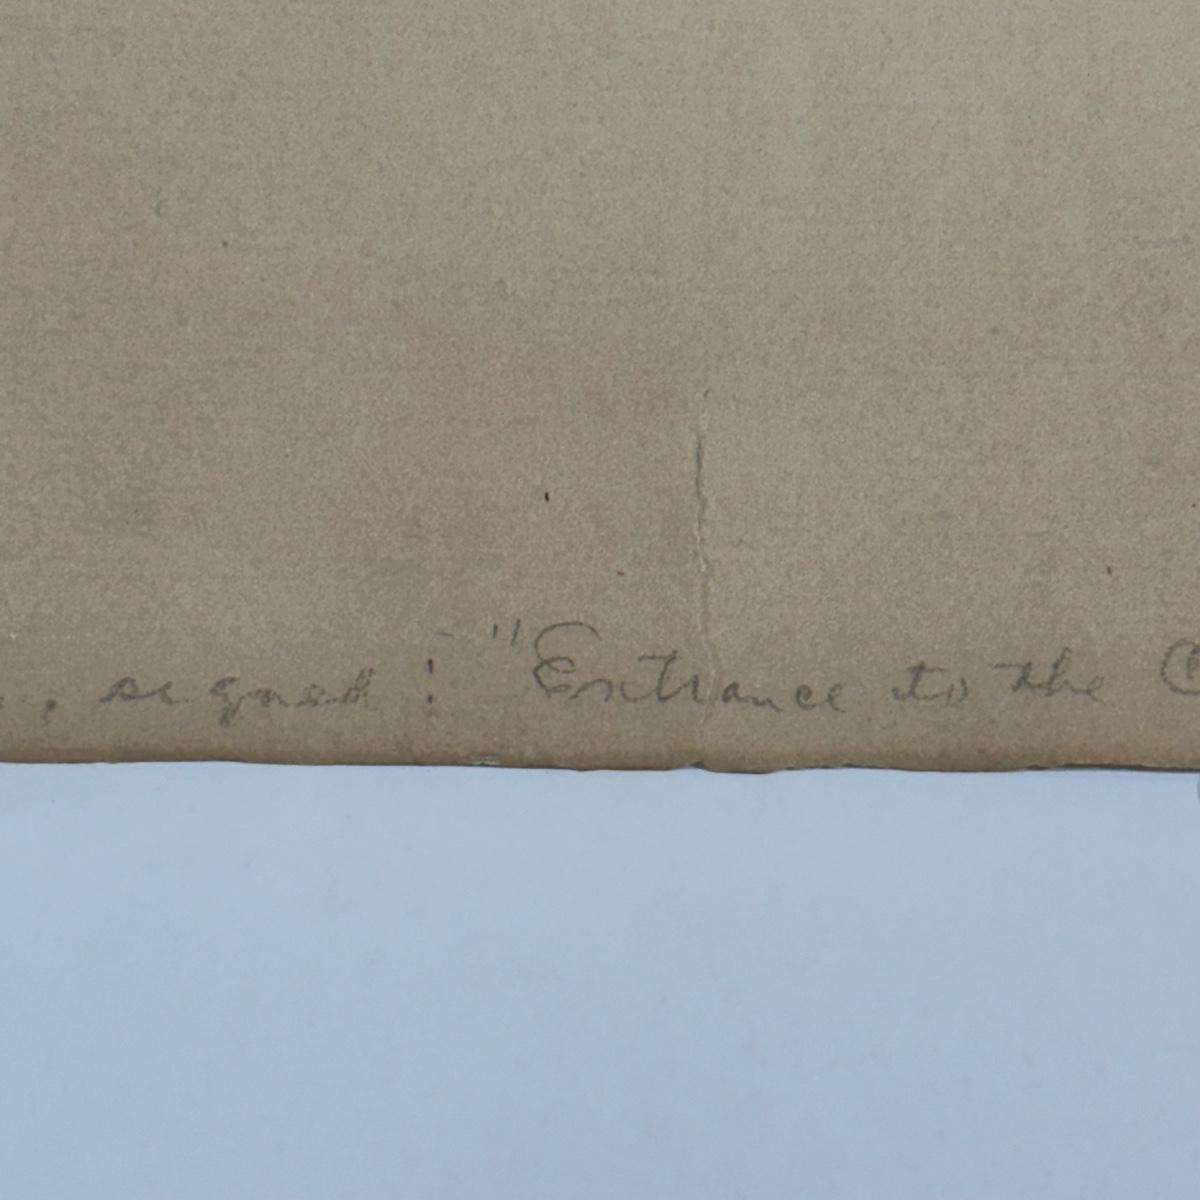 , signed : "Entrance to the